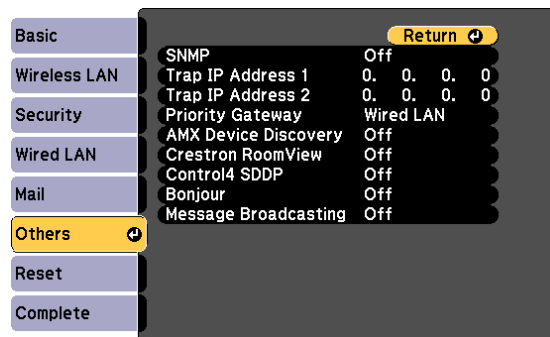 Basic
Wireless LAN
Security
Wired LAN
Mail
Others
Reset
Complete
Return
SNMP Off
Trap IP Address 1 0. 0. 0. 0
Trap IP Address 2 0. 0. 0. 0
Priority Gateway Wired LAN
AMX Device Discovery Off
Crestron RoomView Off
Control4 SDDP Off
Bonjour Off
Message Broadcasting Off